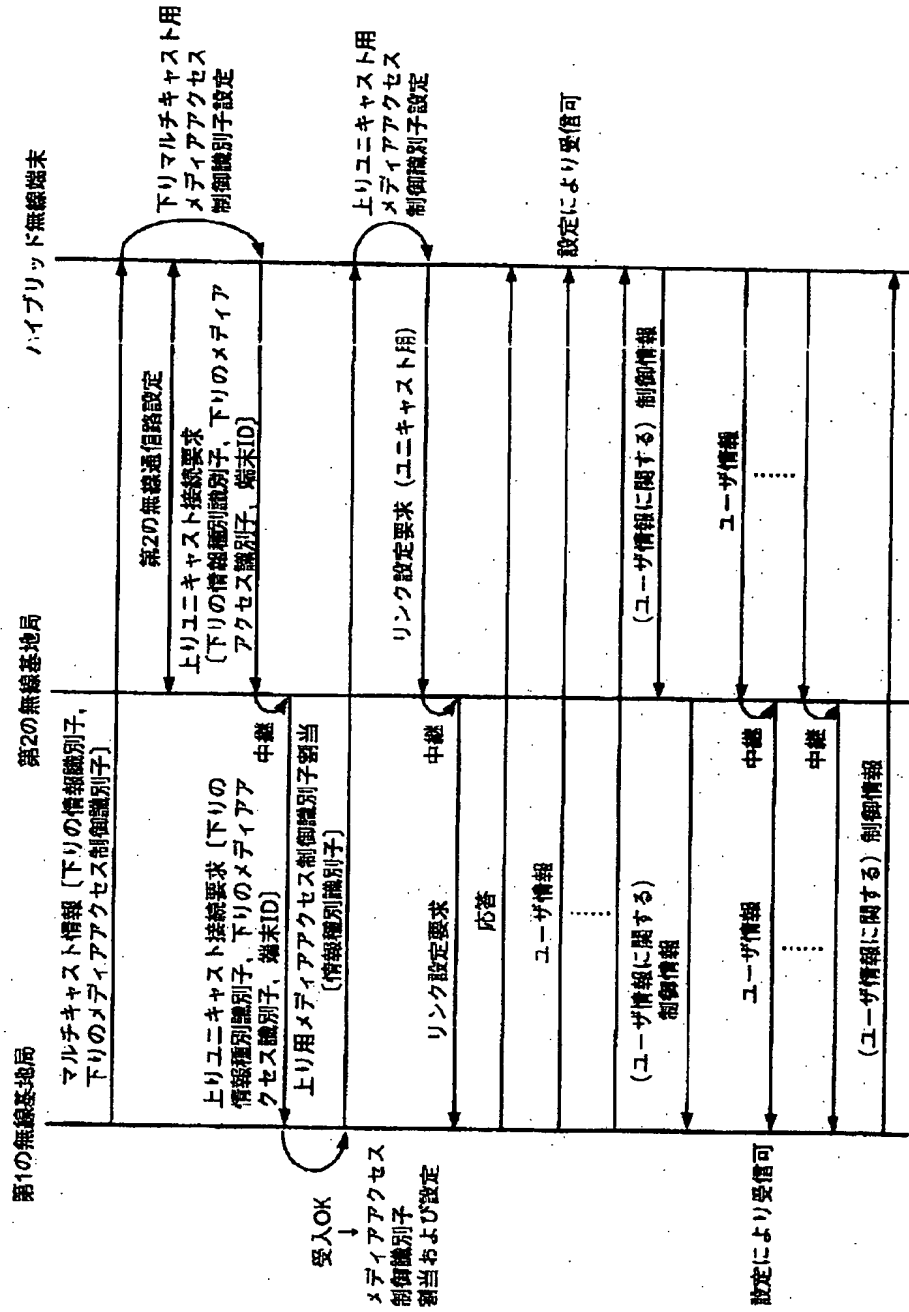 第1の無線基地局
第2の無線基地局
ハイブリッド無線端末
マルチキャスト情報〔下りの情報識別子、
下りのメディアアクセス制御識別子〕
下りマルチキャスト用
メディアアクセス
制御識別子設定
第2の無線通信路設定
上りユニキャスト接続要求
〔下りの情報種別識別子、下りのメディア
アクセス識別子、端末ID〕
中継
上りユニキャスト接続要求〔下りの
情報種別識別子、下りのメディアア
クセス識別子、端末ID〕
受入OK
↓
メディアアクセス
制御識別子
割当および設定
上り用メディアアクセス制御識別子割当
〔情報種別識別子〕
上りユニキャスト用
メディアアクセス
制御識別子設定
リンク設定要求(ユニキャスト用)
中継
リンク設定要求
応答
ユーザ情報
………
設定により受信可
(ユーザ情報に関する)制御情報
(ユーザ情報に関する)
制御情報
ユーザ情報
………
中継
ユーザ情報
………
中継
設定により受信可
(ユーザ情報に関する)制御情報